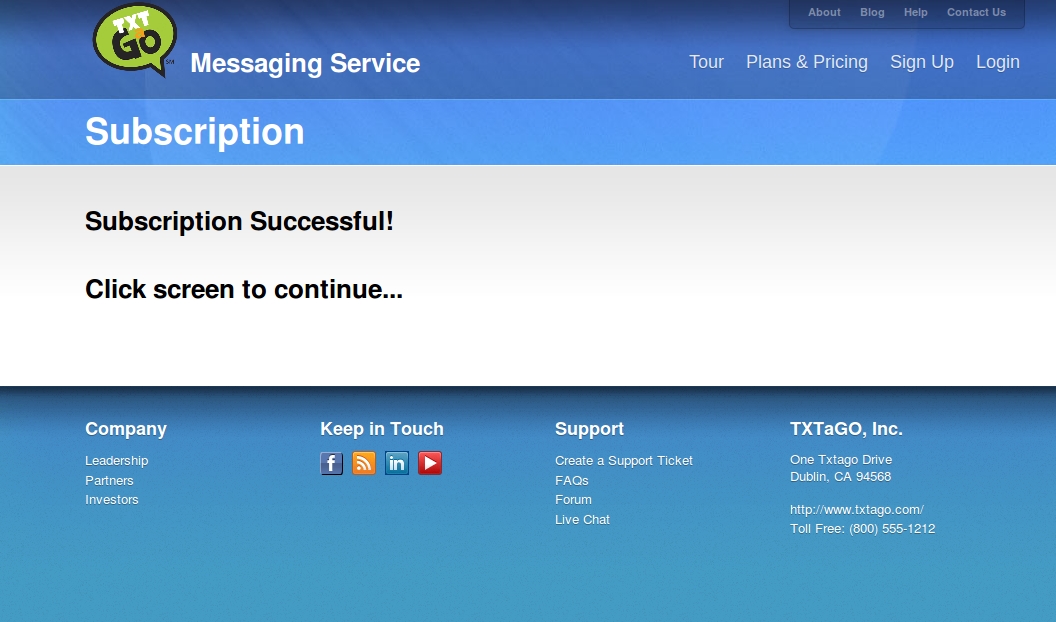 About Blog Help Contact Us
TXT
GO
SM
Messaging Service
Tour Plans & Pricing Sign Up Login
Subscription
Subscription Successful!
Click screen to continue...
Company
Leadership
Partners
Investors
Keep in Touch
f
in
Support
Create a Support Ticket
FAQs
Forum
Live Chat
TXTaGO, Inc.
One Txtago Drive
Dublin, CA 94568
http://www.txtago.com/
Toll Free: (800) 555-1212